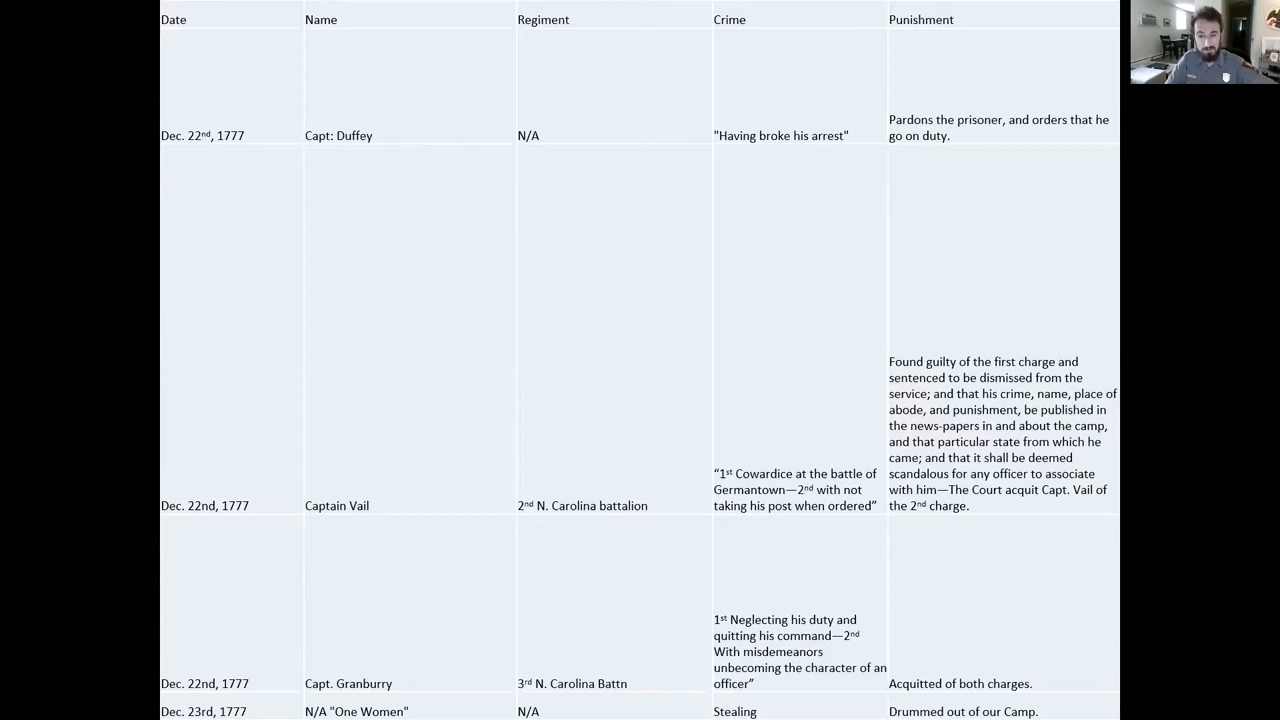 Date Name Regiment Crime Punishment
Pardons the prisoner, and orders that he
Dec. 22nd, 1777 Capt: Duffey N/A "Having broke his arrest" go on duty.
Found guilty of the first charge and
sentenced to be dismissed from the
service; and that his crime, name, place of
abode, and punishment, be published in
the news-papers in and about the camp,
and that particular state from which he
came; and that it shall be deemed
“1st Cowardice at the battle of scandalous for any officer to associate
Germantown—2nd with not with him—The Court acquit Capt. Vail of
Dec. 22nd, 1777 Captain Vail 2nd N. Carolina battalion taking his post when ordered” the 2nd charge.
1st Neglecting his duty and
quitting his command—2nd
With misdemeanors
unbecoming the character of an
Dec. 22nd, 1777 Capt. Granburry 3rd N. Carolina Battn officer” Acquitted of both charges.
Dec. 23rd, 1777 N/A "One Women" N/A Stealing Drummed out of our Camp.